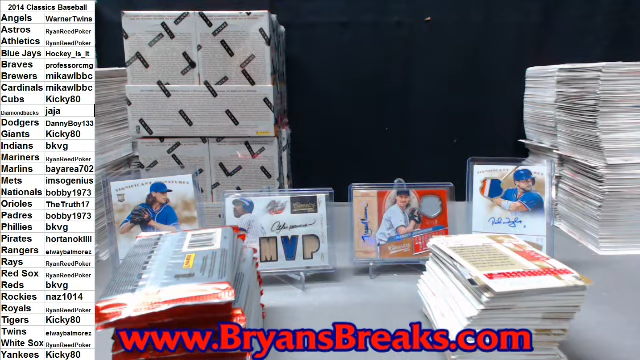 2014 Classics Baseball
Angels WarnerTwins
Astros RyanReedPoker
Athletics RyanReedPoker
Blue Jays Hockey_Is_It
Braves professorcmg
Brewers mikawlbbc
Cardinals mikawlbbc
Cubs Kicky80
Diamondbacks jaja
Dodgers DannyBoy133
Giants Kicky80
Indians bkvg
Mariners RyanReedPoker
Marlins bayarea702
Mets imsogenius
Nationals bobby1973
Orioles TheTruth17
Padres bobby1973
Phillies bkvg
Pirates hortanokilll
Rangers elwaybalmorez
Rays RyanReedPoker
Red Sox RyanReedPoker
Reds bkvg
Rockies naz1014
Royals RyanReedPoker
Tigers Kicky80
Twins elwaybalmorez
White Sox RyanReedPoker
Yankees Kicky80
MVP
www.BryansBreaks.com